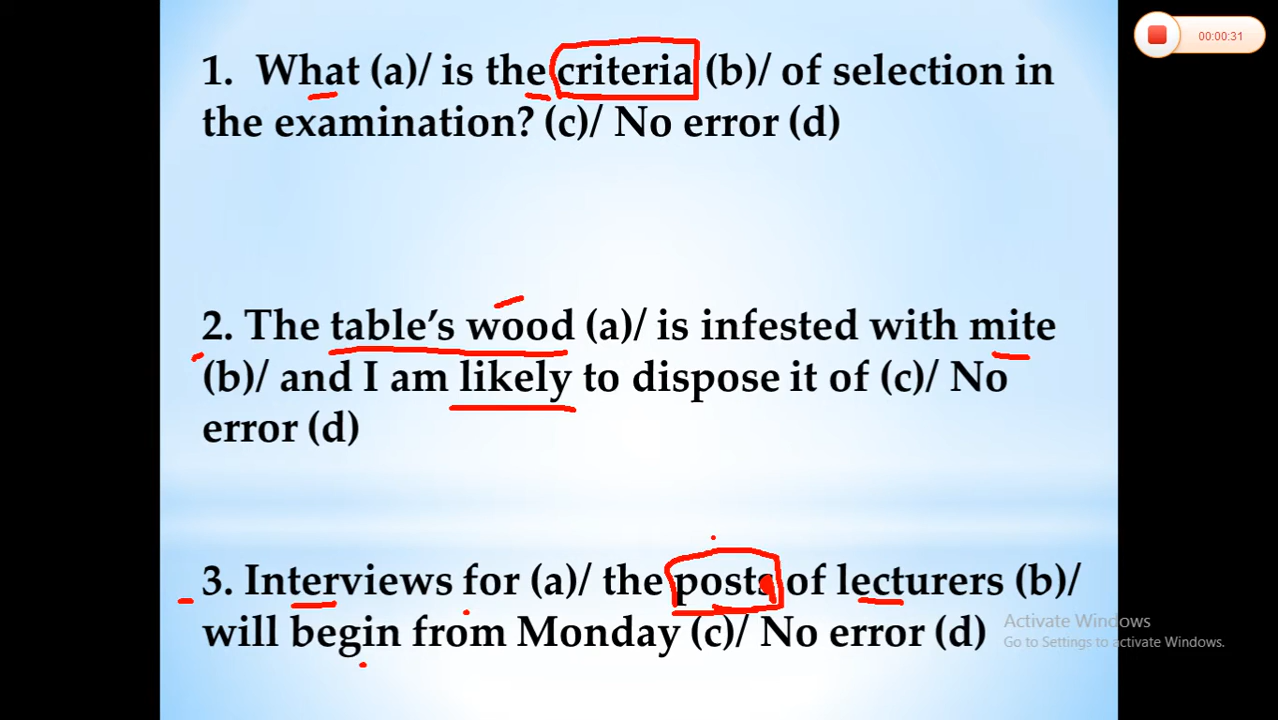 00:00:31
1. What (a)/ is the criteria (b)/ of selection in
the examination? (c)/ No error (d)
2. The table’s wood (a)/ is infested with mite
(b)/ and I am likely to dispose it of (c)/ No
error (d)
3. Interviews for (a)/ the posts of lecturers (b)/
will begin from Monday (c)/ No error (d)
Activate Windows
Go to Settings to activate Windows.